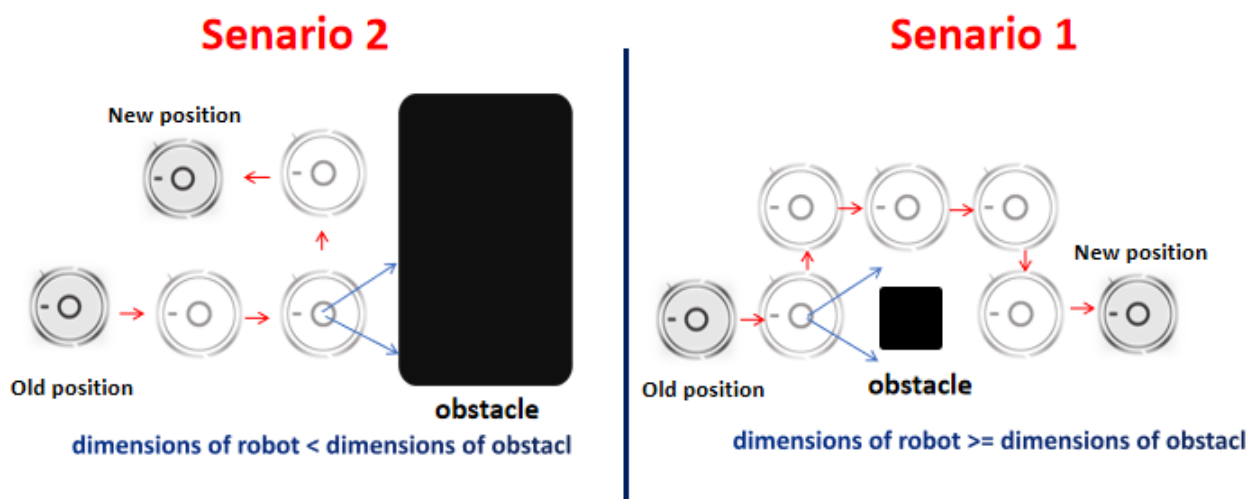 Senario 2
New position
Old position
obstacle
dimensions of robot < dimensions of obstacl
Senario 1
New position
Old position
obstacle
dimensions of robot >= dimensions of obstacl